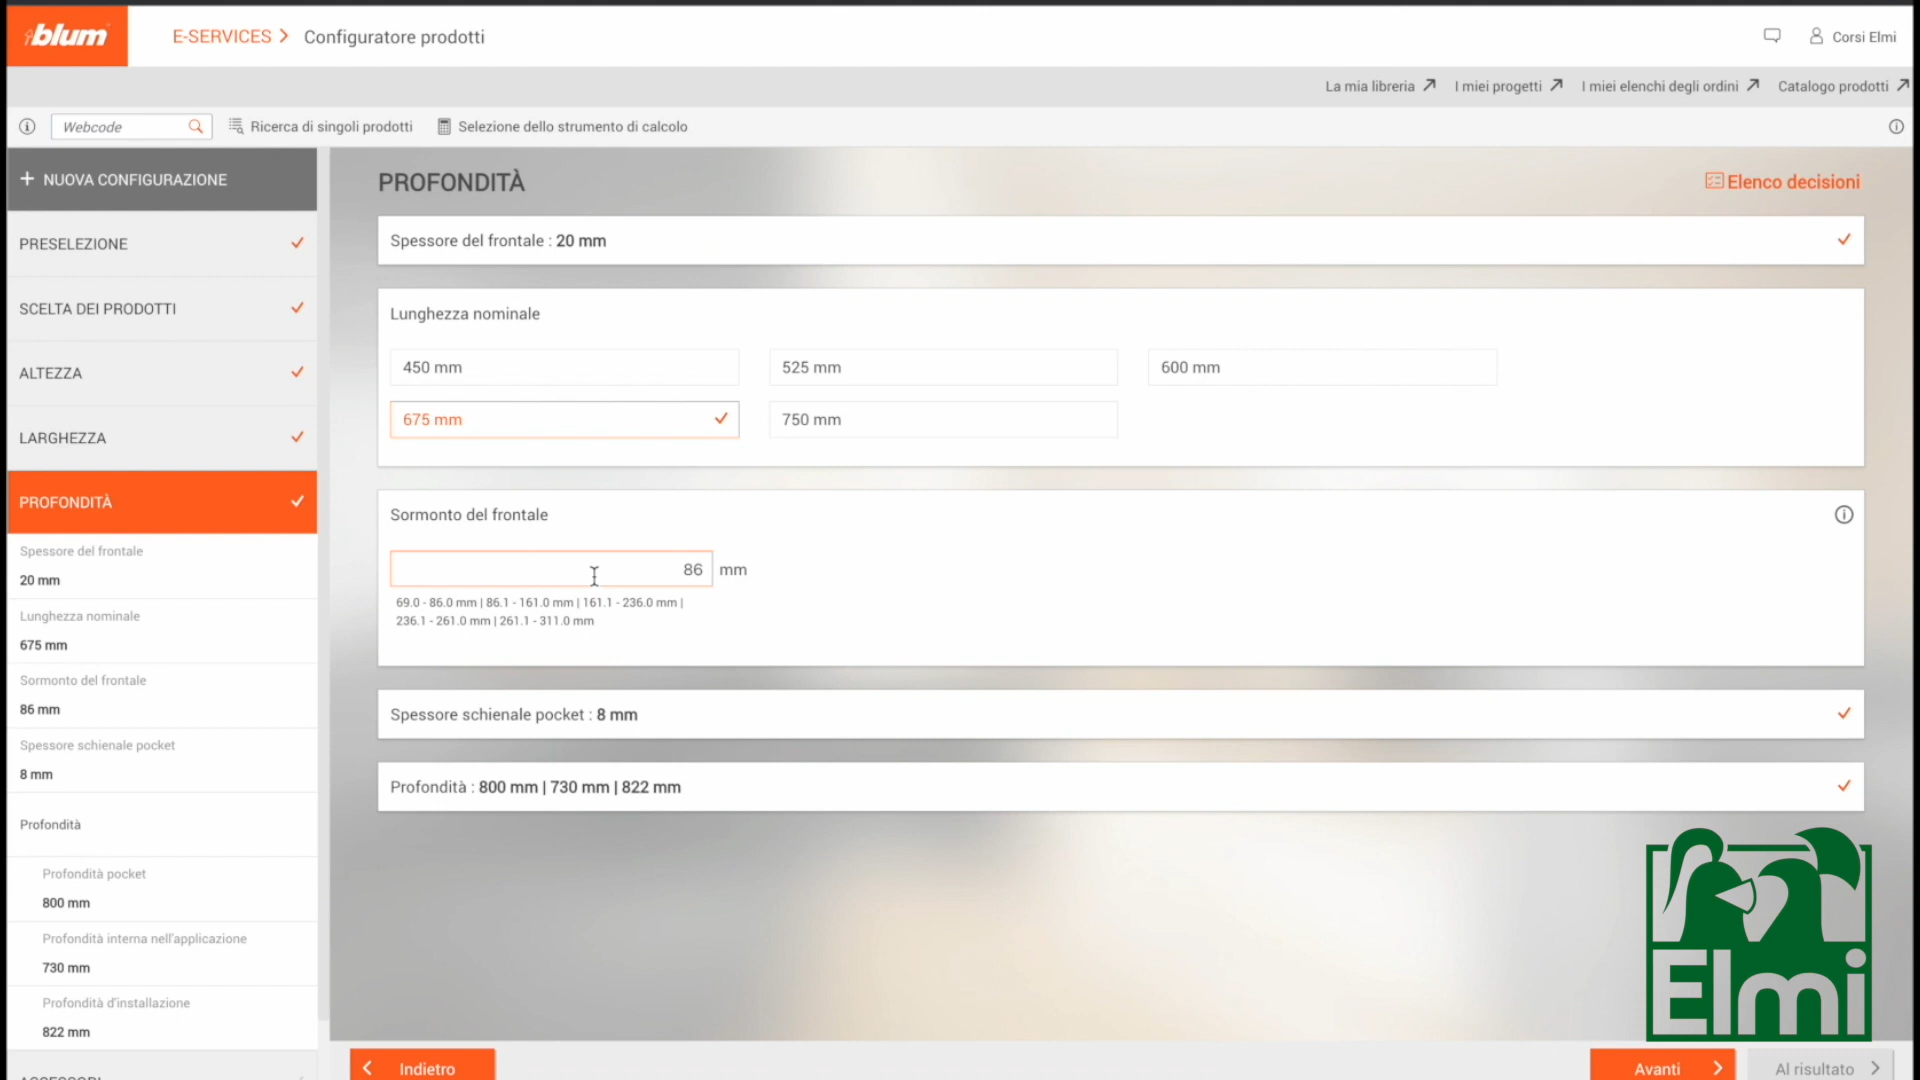 blum
E-SERVICES > Configuratore prodotti
Corsi Elmi
La mia libreria
I miei progetti
I miei elenchi degli ordini
Catalogo prodotti
Webcode
Ricerca di singoli prodotti
Selezione dello strumento di calcolo
+ NUOVA CONFIGURAZIONE
PRESELEZIONE
SCELTA DEI PRODOTTI
ALTEZZA
LARGHEZZA
PROFONDITÀ
Spessore del frontale
20 mm
Lunghezza nominale
675 mm
Sormonto del frontale
86 mm
Spessore schienale pocket
8 mm
Profondità
Profondità pocket
800 mm
Profondità interna nell'applicazione
730 mm
Profondità d'installazione
822 mm
ACCESSORI
PROFONDITÀ
Elenco decisioni
Spessore del frontale : 20 mm
Lunghezza nominale
450 mm
525 mm
600 mm
675 mm
750 mm
Sormonto del frontale
86 mm
69.0 - 86.0 mm | 86.1 - 161.0 mm | 161.1 - 236.0 mm |
236.1 - 261.0 mm | 261.1 - 311.0 mm
Spessore schienale pocket : 8 mm
Profondità : 800 mm | 730 mm | 822 mm
Elmi
Indietro
Avanti
Al risultato